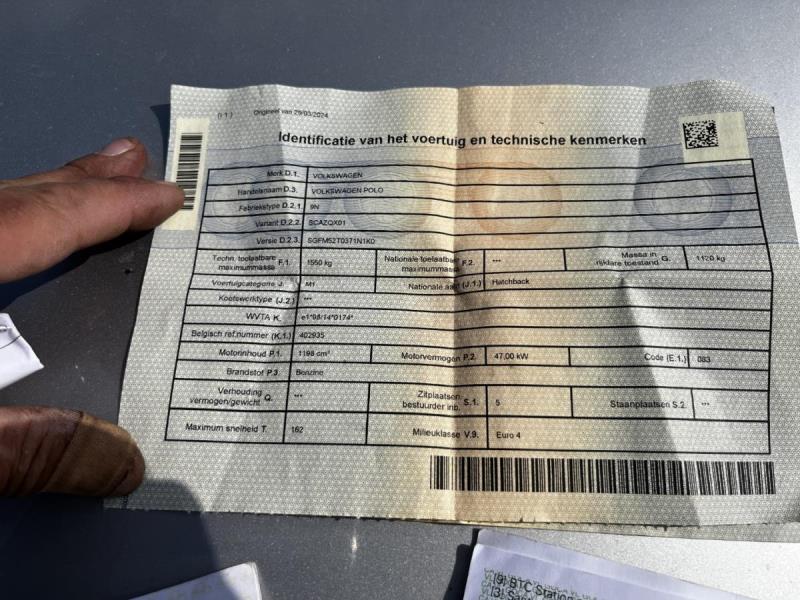 (I 1) Origineel van 29/03/2024
Identificatie van het voertuig en technische kenmerken
Merk D.1. VOLKSWAGEN
Handelsnaam D.3. VOLKSWAGEN POLO
Fabriekstype D.2.1. 9N
Variant D.2.2. SCAZQX01
Versie D.2.3. SGFM52T0371N1K0
Techn. toelaatbare maximummassa F.1. 1550 kg Nationale toelaatbare maximummassa F.2. *** Massa in rijklare toestand G. 1120 kg
Voertuigcategorie J. M1 Nationale aard (J.1.) Hatchback
Koetswerktype (J.2.) ***
WVTA K. e1*98/14*0174*
Belgisch ref.nummer (K.1.) 402935
Motorinhoud P.1. 1198 cm³ Motorvermogen P.2. 47.00 kW Code (E.1.) 083
Brandstof P.3. Benzine
Verhouding vermogen/gewicht Q. *** Zitplaatsen bestuurder inb. S.1. 5 Staanplaatsen S.2. ***
Maximum snelheid T. 162 Milieuklasse V.9. Euro 4
[9] BTC Station